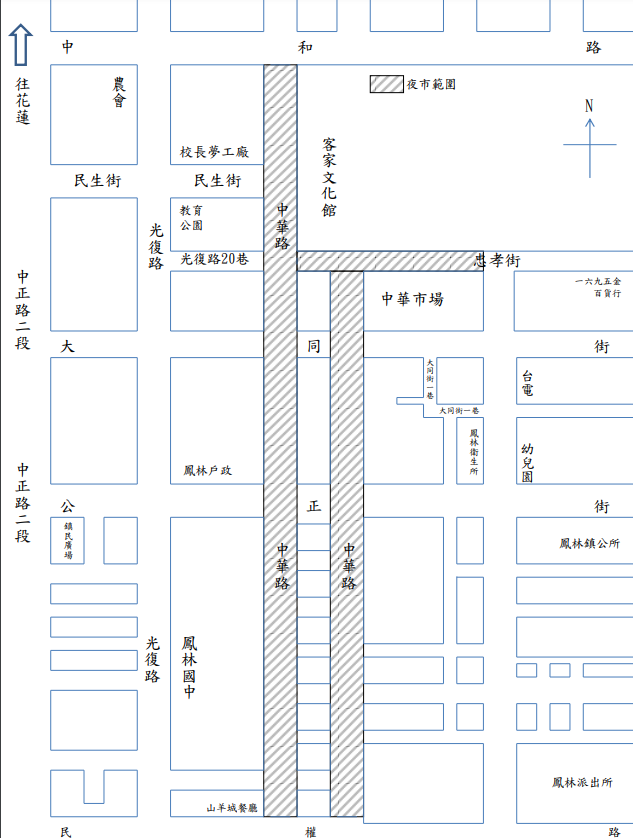 中 和 路
往花蓮
農會
夜市範圍
N
校長夢工廠
客家文化館
民生街
民生街
教育
公園
中華路
光復路
光復路20巷
忠孝街
中正路二段
中華市場
一六九五金
百貨行
大 同 街
大同街一巷
大同街一巷
台電
鳳林衛生所
幼兒園
鳳林戶政
中正路二段
公 正 街
鎮民廣場
中華路
中華路
鳳林鎮公所
光復路
鳳林國中
鳳林派出所
山羊城餐廳
民 權 路